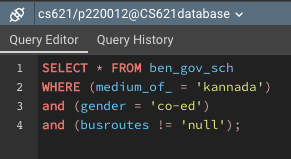 cs621/p220012@CS621database
Query Editor Query History
1 SELECT * FROM ben_gov_sch
2 WHERE (medium_of_ = 'kannada')
3 and (gender = 'co-ed')
4 and (busroutes != 'null');